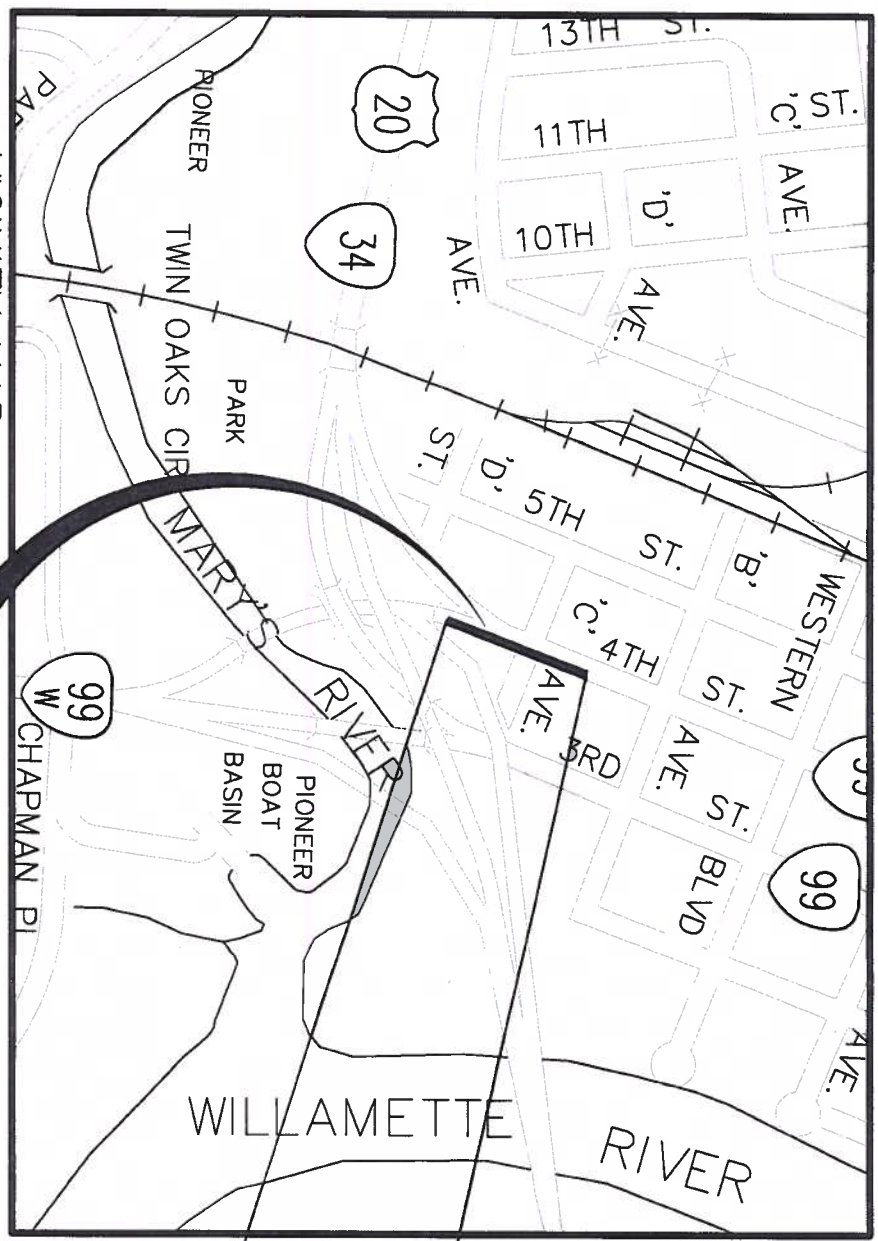 13TH ST.
'C' ST.
11TH
AVE.
'D'
10TH
AVE.
AVE.
PIONEER
20
34
TWIN OAKS CIR
PARK
ST.
'D'
5TH
ST.
'B'
WESTERN
'C'
4TH
ST.
AVE.
3RD
AVE.
ST.
BLVD
99
AVE.
MARY'S
RIVER
99
W
CHAPMAN PL
PIONEER
BOAT
BASIN
WILLAMETTE
RIVER